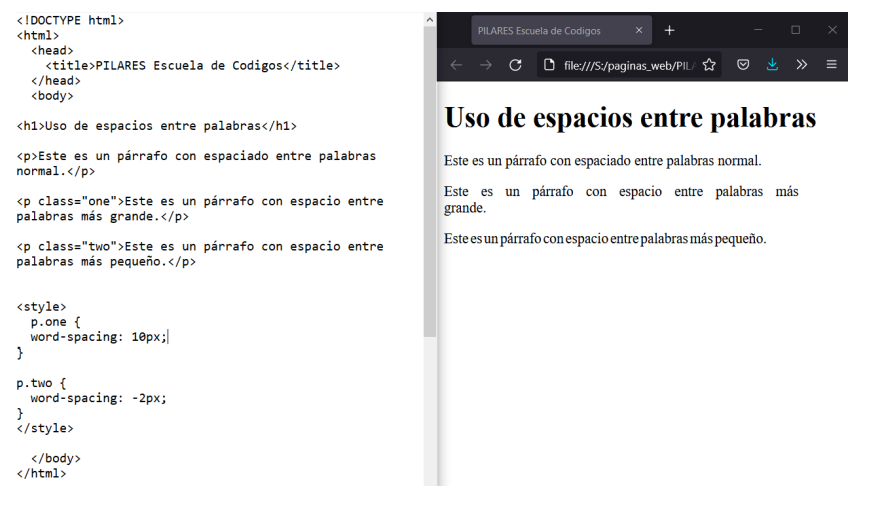 <!DOCTYPE html>
<html>
<head>
<title>PILARES Escuela de Codigos</title>
</head>
<body>
<h1>Uso de espacios entre palabras</h1>
<p>Este es un párrafo con espaciado entre palabras
normal.</p>
<p class="one">Este es un párrafo con espacio entre
palabras más grande.</p>
<p class="two">Este es un párrafo con espacio entre
palabras más pequeño.</p>
<style>
p.one {
word-spacing: 10px;
}
p.two {
word-spacing: -2px;
}
</style>
</body>
</html>
PILARES Escuela de Codigos
file:///S:/paginas_web/PIL
Uso de espacios entre palabras
Este es un párrafo con espaciado entre palabras normal.
Este es un párrafo con espacio entre palabras más
grande.
Este es un párrafo con espacio entre palabras más pequeño.